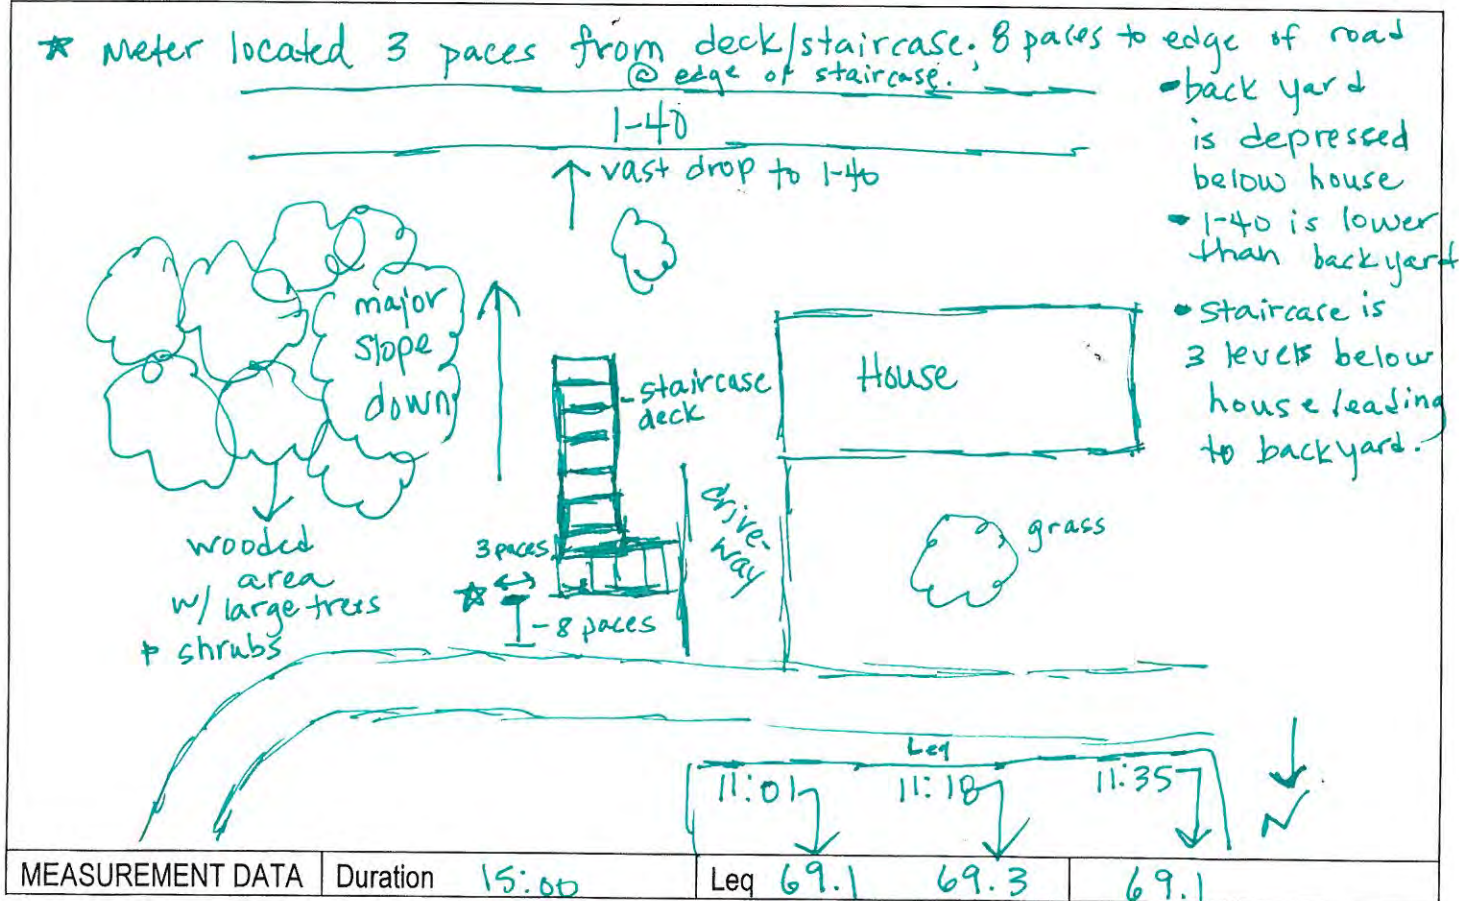 ☆ Meter located 3 paces from deck/staircase; 8 paces to edge of road
@ edge of staircase.
- back yard
is depressed
below house
- I-40 is lower
than backyard
• Staircase is
3 levels below
house leading
to backyard.
I-40
↑ vast drop to I-40
major
slope
down
staircase
deck
House
drive-
way
grass
wooded
area
w/ large trees
& shrubs
3 paces
☆
- 8 paces
Leq
11:01 11:18 11:35
N
MEASUREMENT DATA Duration 15:00 Leq 69.1 69.3 69.1